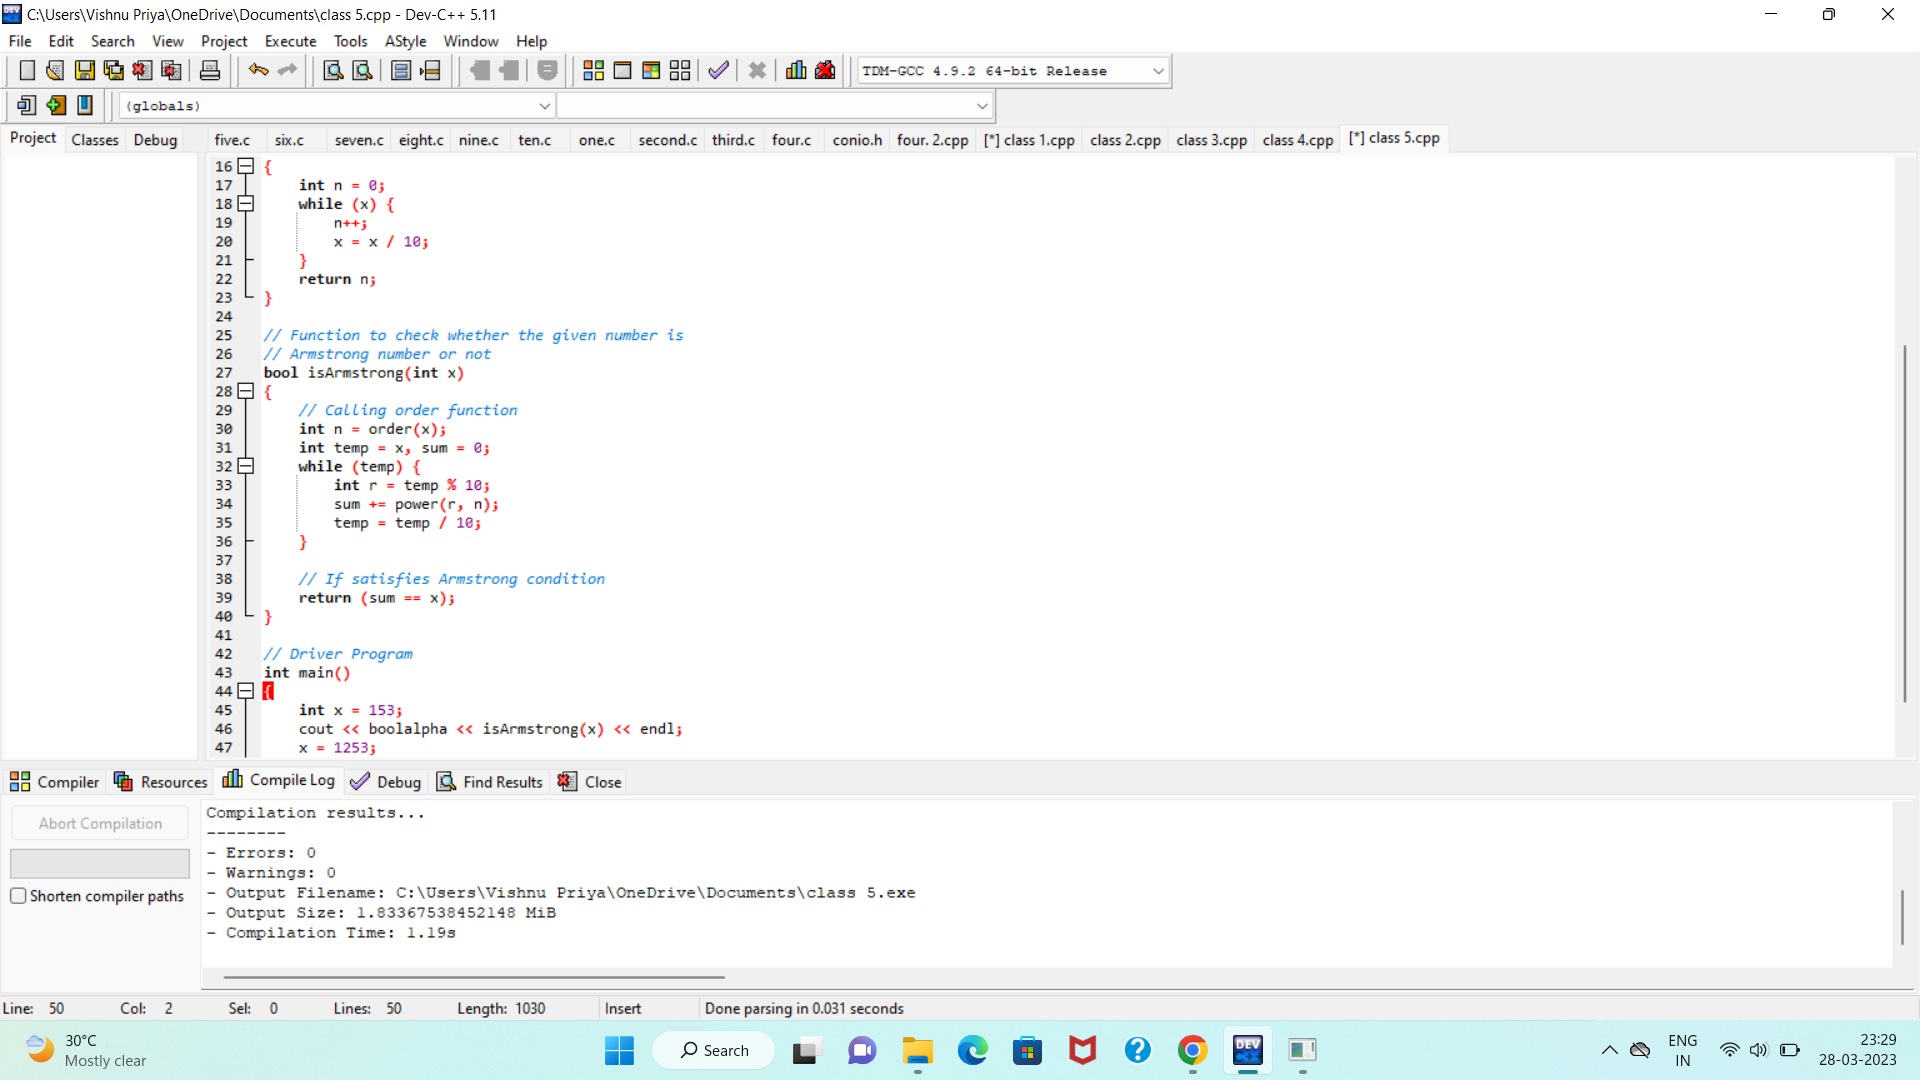 C:\Users\Vishnu Priya\OneDrive\Documents\class 5.cpp - Dev-C++ 5.11
File Edit Search View Project Execute Tools AStyle Window Help
TDM-GCC 4.9.2 64-bit Release
(globals)
Project Classes Debug
five.c six.c seven.c eight.c nine.c ten.c one.c second.c third.c four.c conio.h four. 2.cpp [*] class 1.cpp class 2.cpp class 3.cpp class 4.cpp [*] class 5.cpp
16 {
17 int n = 0;
18 while (x) {
19 n++;
20 x = x / 10;
21 }
22 return n;
23 }
24
25 // Function to check whether the given number is
26 // Armstrong number or not
27 bool isArmstrong(int x)
28 {
29 // Calling order function
30 int n = order(x);
31 int temp = x, sum = 0;
32 while (temp) {
33 int r = temp % 10;
34 sum += power(r, n);
35 temp = temp / 10;
36 }
37
38 // If satisfies Armstrong condition
39 return (sum == x);
40 }
41
42 // Driver Program
43 int main()
44 {
45 int x = 153;
46 cout << boolalpha << isArmstrong(x) << endl;
47 x = 1253;
Compiler Resources Compile Log Debug Find Results Close
Abort Compilation
Shorten compiler paths
Compilation results...
--------
- Errors: 0
- Warnings: 0
- Output Filename: C:\Users\Vishnu Priya\OneDrive\Documents\class 5.exe
- Output Size: 1.83367538452148 MiB
- Compilation Time: 1.19s
Line: 50 Col: 2 Sel: 0 Lines: 50 Length: 1030 Insert Done parsing in 0.031 seconds
30°C
Mostly clear
Search
DEV
C++
ENG
IN
23:29
28-03-2023